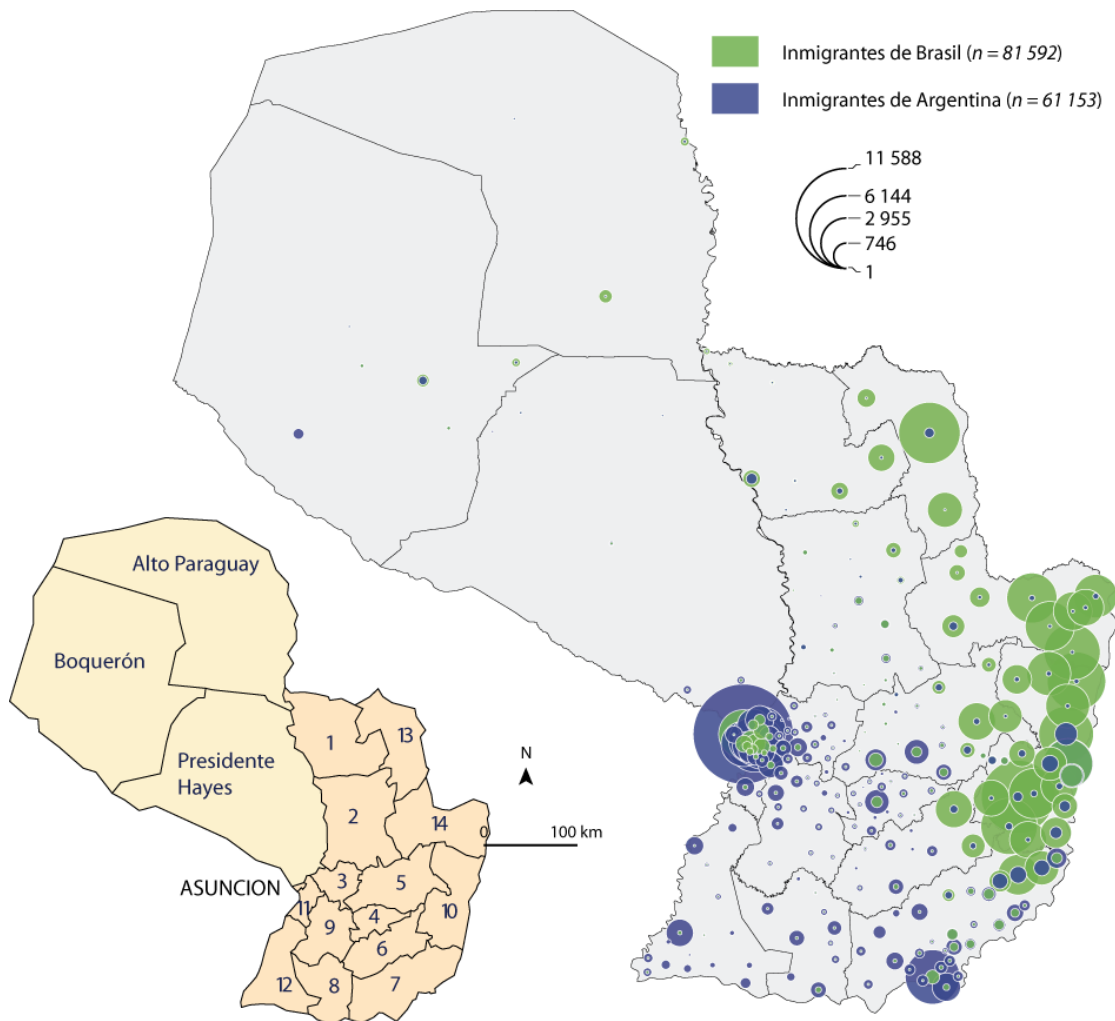 Inmigrantes de Brasil (n = 81 592)
Inmigrantes de Argentina (n = 61 153)
11 588
6 144
2 955
746
1
Alto Paraguay
Boquerón
Presidente
Hayes
ASUNCION
1
13
2
14
3
5
11
4
10
9
6
12
8
7
N
0
100 km